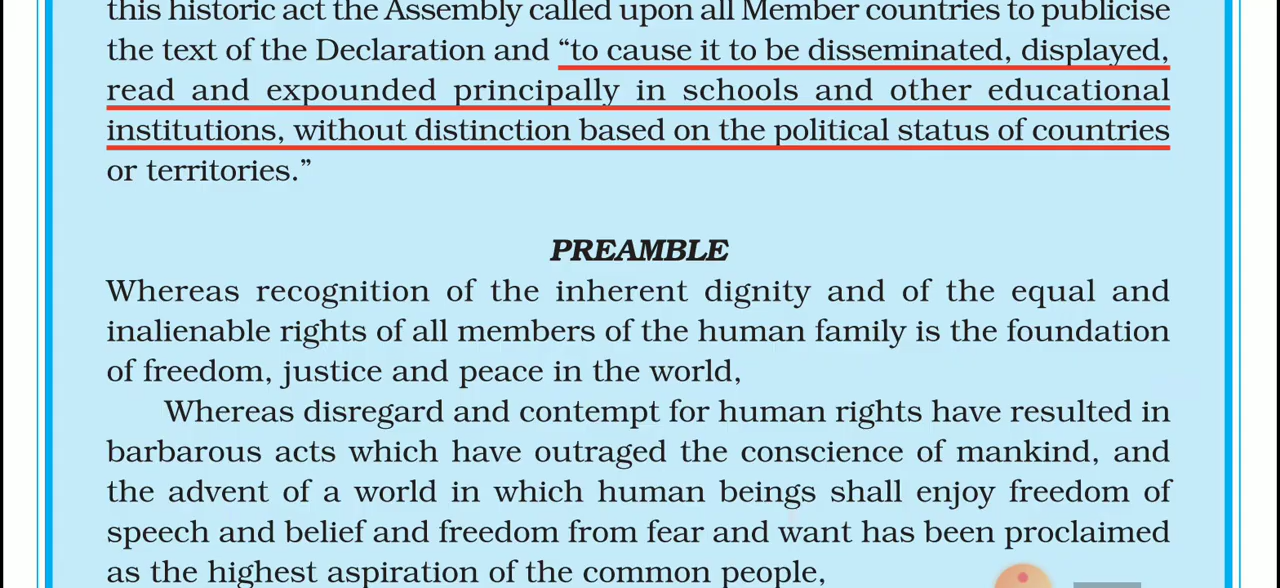 this historic act the Assembly called upon all Member countries to publicise
the text of the Declaration and “to cause it to be disseminated, displayed,
read and expounded principally in schools and other educational
institutions, without distinction based on the political status of countries
or territories.”
PREAMBLE
Whereas recognition of the inherent dignity and of the equal and
inalienable rights of all members of the human family is the foundation
of freedom, justice and peace in the world,
Whereas disregard and contempt for human rights have resulted in
barbarous acts which have outraged the conscience of mankind, and
the advent of a world in which human beings shall enjoy freedom of
speech and belief and freedom from fear and want has been proclaimed
as the highest aspiration of the common people,